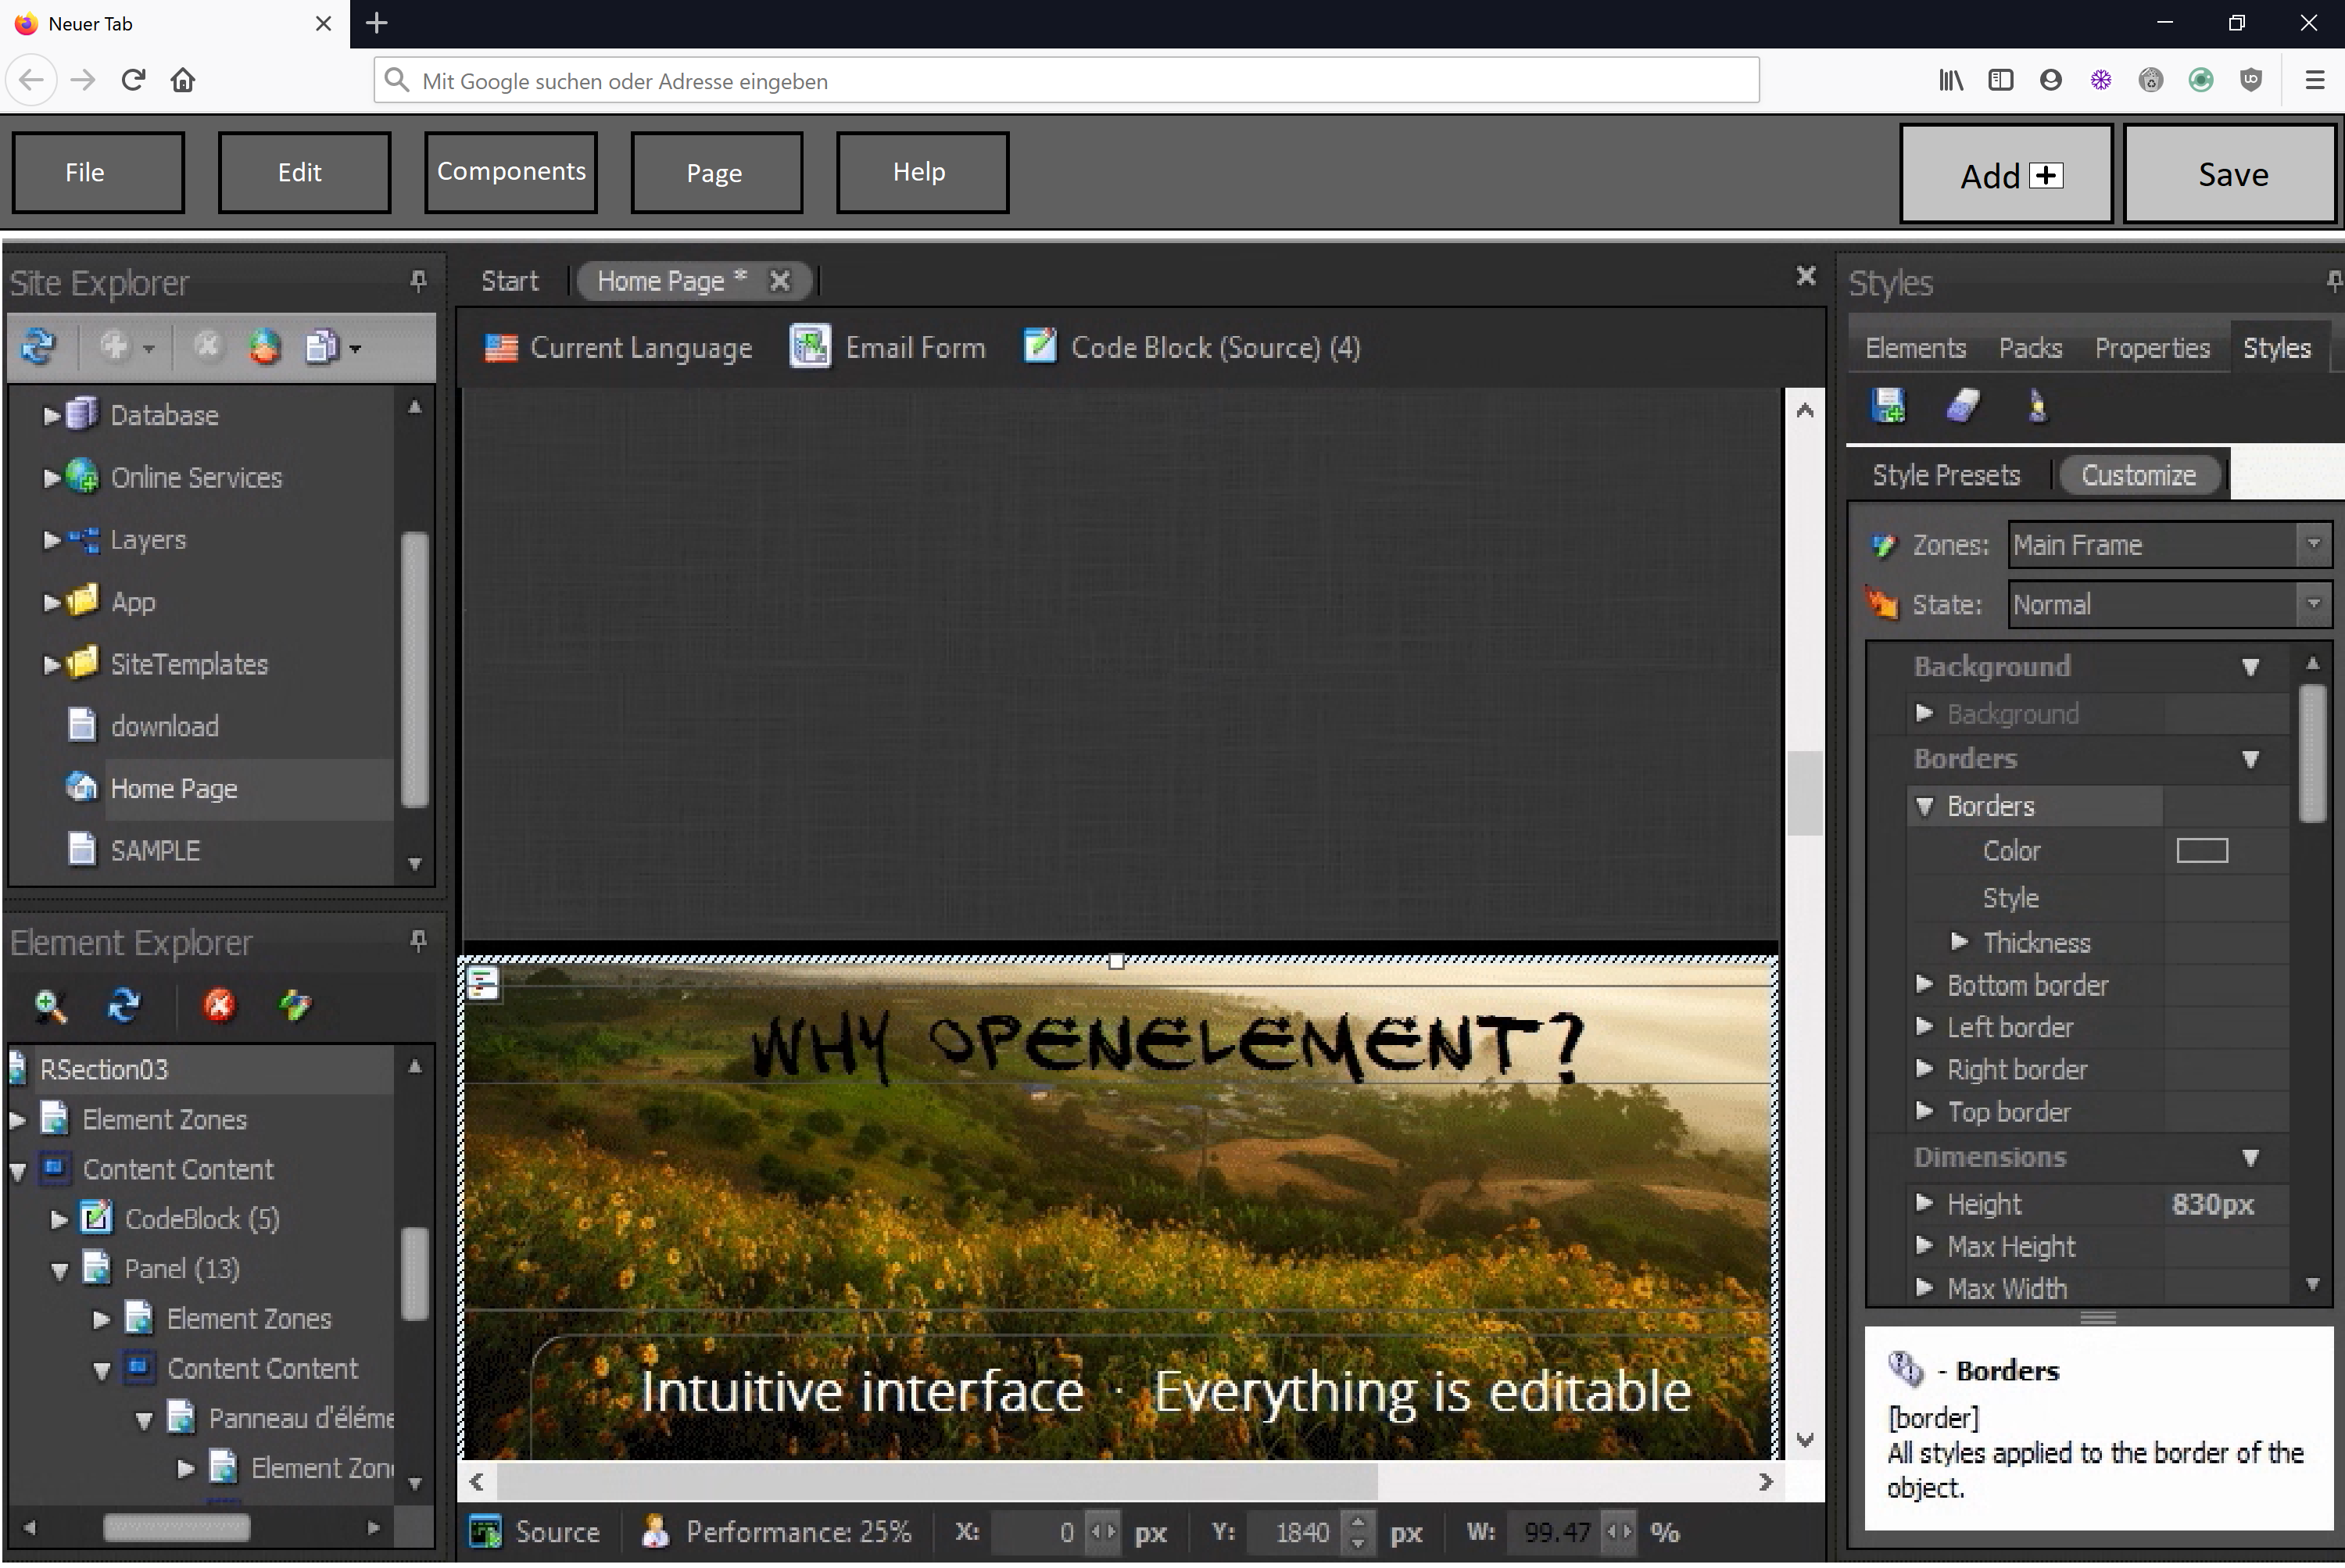 Neuer Tab
Mit Google suchen oder Adresse eingeben
File
Edit
Components
Page
Help
Add
Save
Site Explorer
Database
Online Services
Layers
App
SiteTemplates
download
Home Page
SAMPLE
Element Explorer
RSection03
Element Zones
Content Content
CodeBlock (5)
Panel (13)
Element Zones
Content Content
Panneau d'éléme
Element Zon
Start
Home Page *
Current Language
Email Form
Code Block (Source) (4)
WHY OPENELEMENT?
Intuitive interface · Everything is editable
Source
Performance: 25%
X: 0 px
Y: 1840 px
W: 99.47 %
Styles
Elements
Packs
Properties
Styles
Style Presets
Customize
Zones: Main Frame
State: Normal
Background
Background
Borders
Borders
Color
Style
Thickness
Bottom border
Left border
Right border
Top border
Dimensions
Height 830px
Max Height
Max Width
- Borders
[border]
All styles applied to the border of the
object.